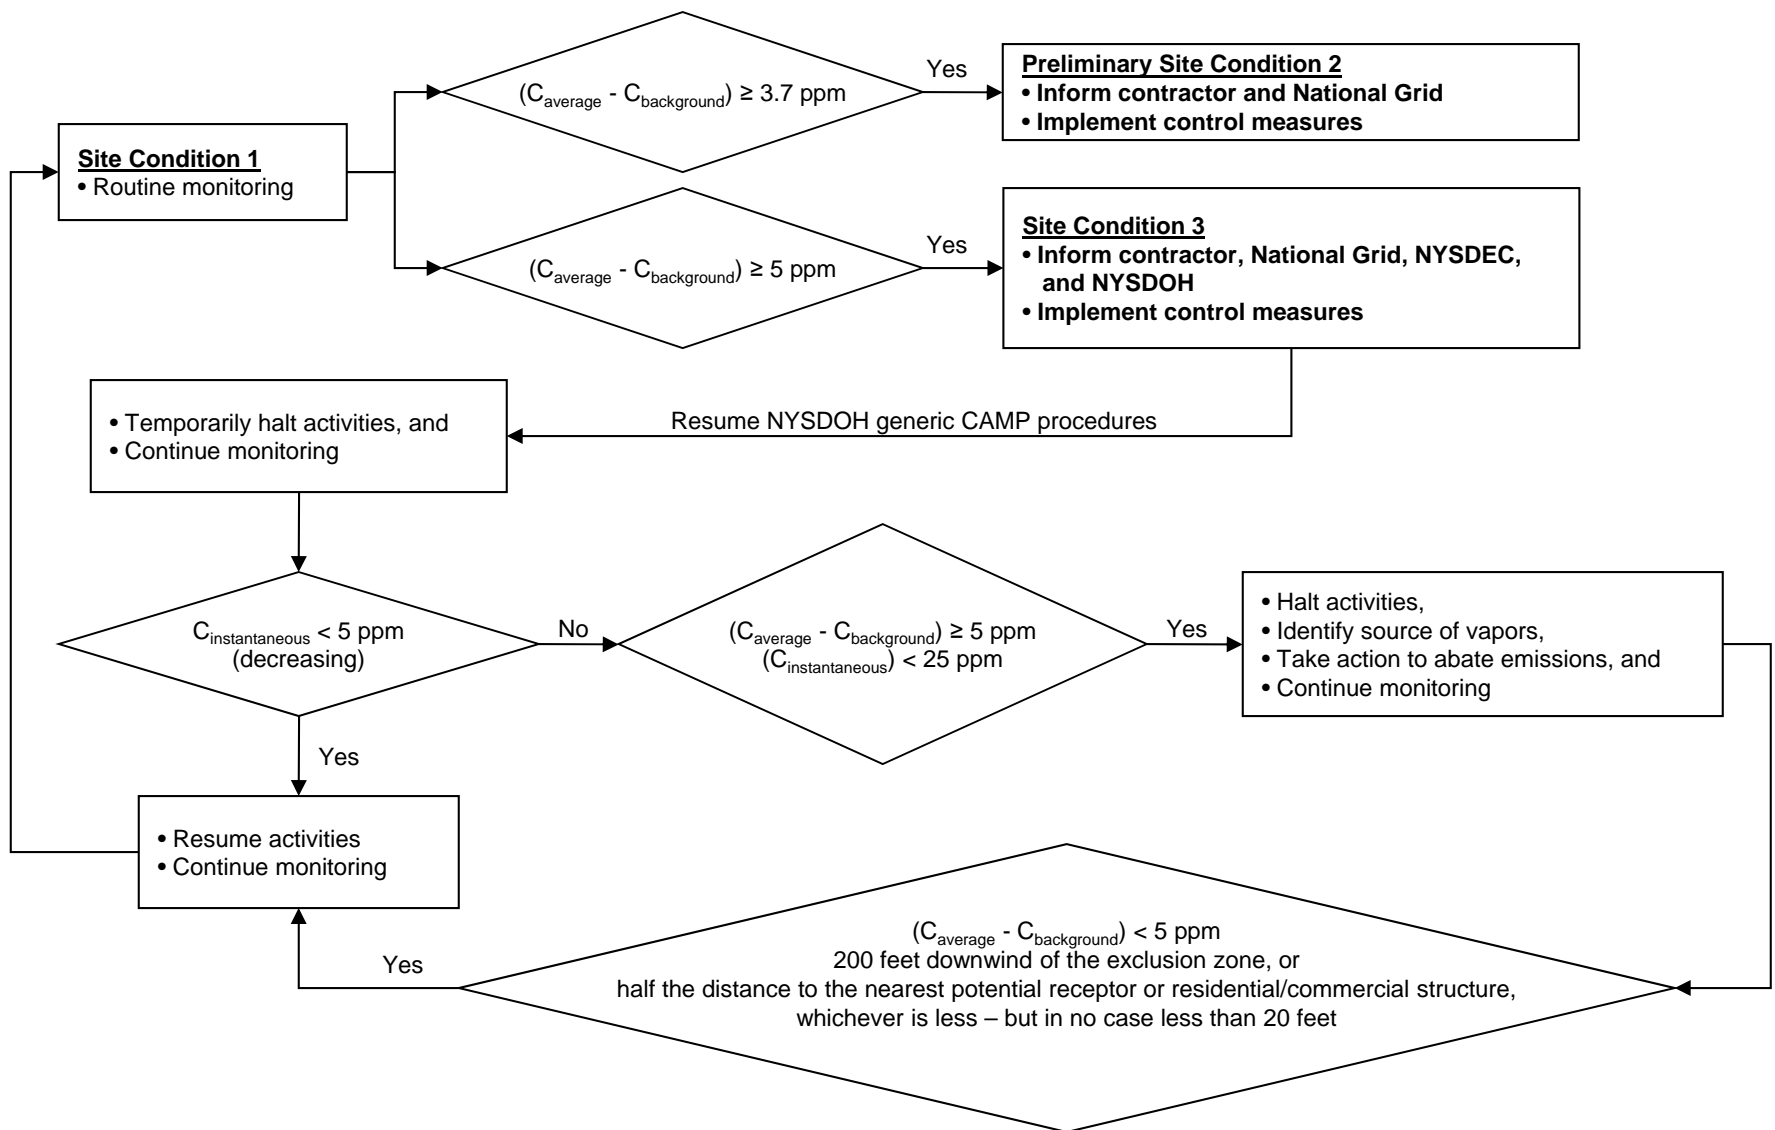 (Caverage - Cbackground) ≥ 3.7 ppm
Yes
Preliminary Site Condition 2
• Inform contractor and National Grid
• Implement control measures
Site Condition 1
• Routine monitoring
(Caverage - Cbackground) ≥ 5 ppm
Yes
Site Condition 3
• Inform contractor, National Grid, NYSDEC,
and NYSDOH
• Implement control measures
Resume NYSDOH generic CAMP procedures
• Temporarily halt activities, and
• Continue monitoring
Cinstantaneous < 5 ppm
(decreasing)
No
(Caverage - Cbackground) ≥ 5 ppm
(Cinstantaneous) < 25 ppm
Yes
• Halt activities,
• Identify source of vapors,
• Take action to abate emissions, and
• Continue monitoring
Yes
• Resume activities
• Continue monitoring
Yes
(Caverage - Cbackground) < 5 ppm
200 feet downwind of the exclusion zone, or
half the distance to the nearest potential receptor or residential/commercial structure,
whichever is less – but in no case less than 20 feet